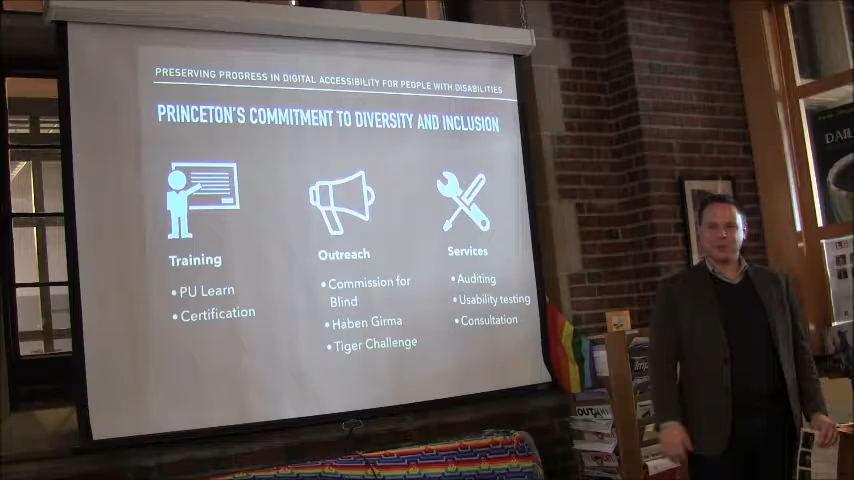 PRESERVING PROGRESS IN DIGITAL ACCESSIBILITY FOR PEOPLE WITH DISABILITIES
PRINCETON'S COMMITMENT TO DIVERSITY AND INCLUSION
Training
• PU Learn
• Certification
Outreach
• Commission for
Blind
• Haben Girma
• Tiger Challenge
Services
• Auditing
• Usability testing
• Consultation
DAIL
OUT